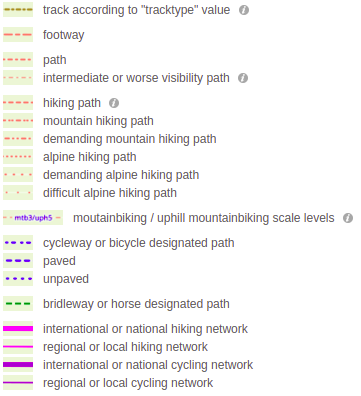 track according to "tracktype" value i
footway
path
intermediate or worse visibility path i
hiking path i
mountain hiking path
demanding mountain hiking path
alpine hiking path
demanding alpine hiking path
difficult alpine hiking path
mtb3/uph5 moutainbiking / uphill mountainbiking scale levels i
cycleway or bicycle designated path
paved
unpaved
bridleway or horse designated path
international or national hiking network
regional or local hiking network
international or national cycling network
regional or local cycling network